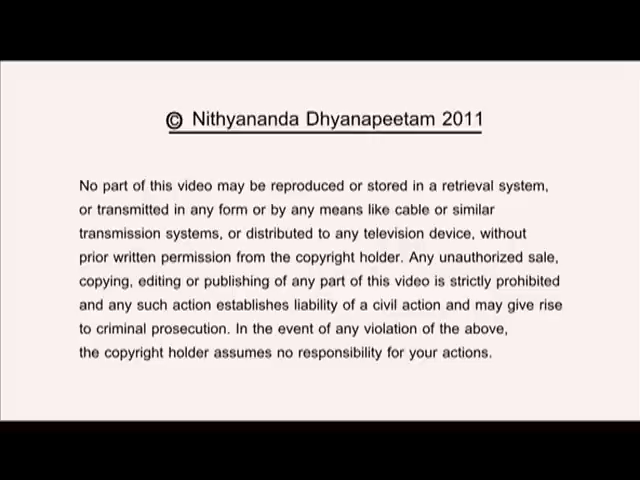 © Nithyananda Dhyanapeetam 2011
No part of this video may be reproduced or stored in a retrieval system,
or transmitted in any form or by any means like cable or similar
transmission systems, or distributed to any television device, without
prior written permission from the copyright holder. Any unauthorized sale,
copying, editing or publishing of any part of this video is strictly prohibited
and any such action establishes liability of a civil action and may give rise
to criminal prosecution. In the event of any violation of the above,
the copyright holder assumes no responsibility for your actions.